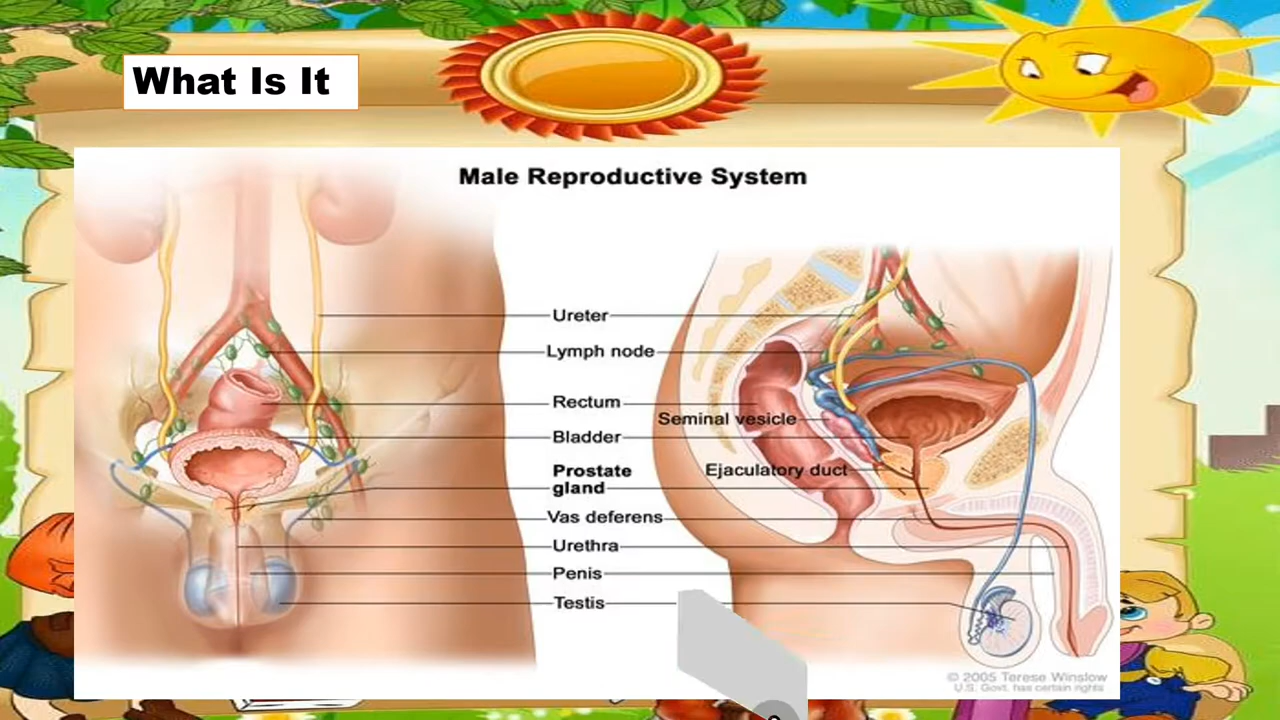 What Is It
Male Reproductive System
Ureter
Lymph node
Rectum
Seminal vesicle
Bladder
Prostate
gland
Ejaculatory duct
Vas deferens
Urethra
Penis
Testis
© 2005 Terese Winslow
U.S. Govt. has certain rights